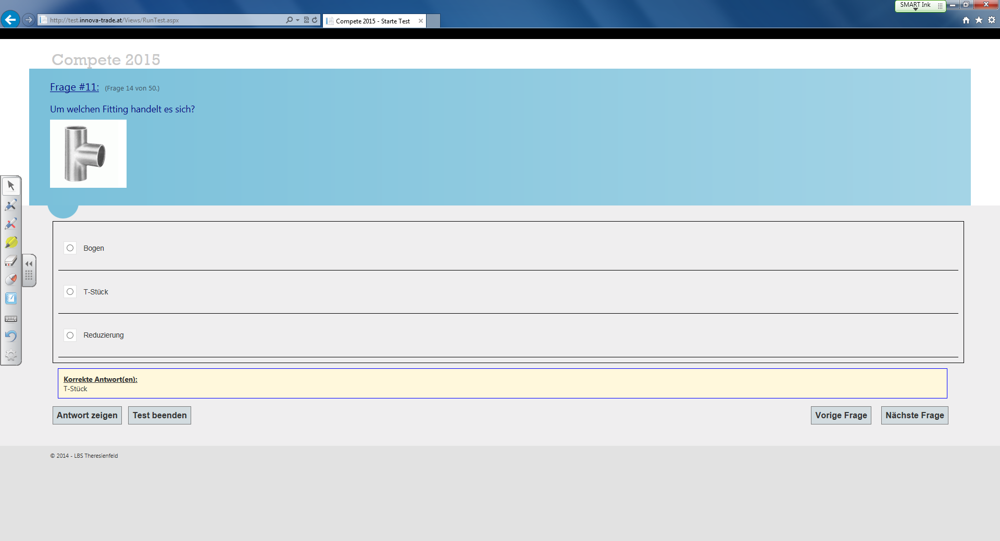 SMART Ink
http://test.innova-trade.at/Views/RunTest.aspx
Compete 2015 - Starte Test
Compete 2015
Frage #11: (Frage 14 von 50.)
Um welchen Fitting handelt es sich?
Bogen
T-Stück
Reduzierung
Korrekte Antwort(en):
T-Stück
Antwort zeigen
Test beenden
Vorige Frage
Nächste Frage
© 2014 - LBS Theresienfeld